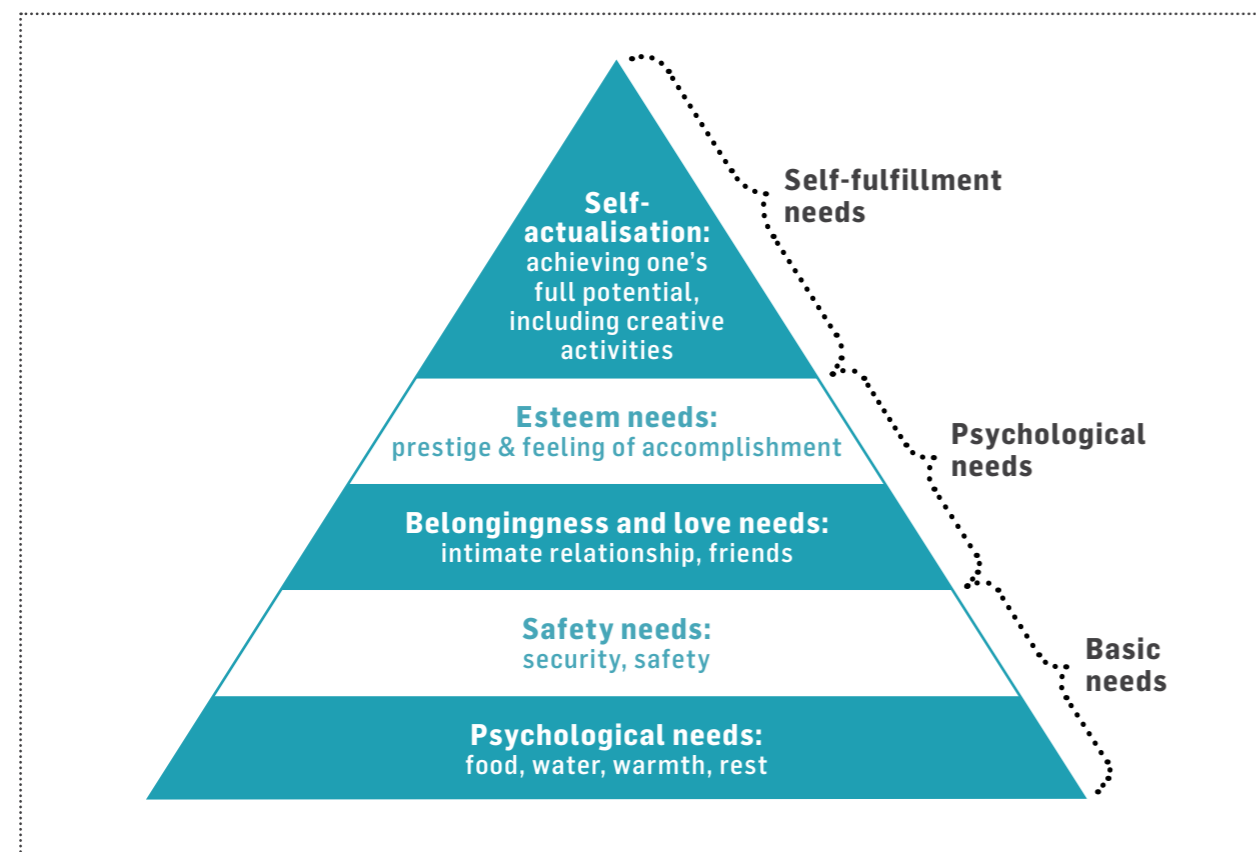 Self-
actualisation:
achieving one's
full potential,
including creative
activities
Esteem needs:
prestige & feeling of accomplishment
Belongingness and love needs:
intimate relationship, friends
Safety needs:
security, safety
Psychological needs:
food, water, warmth, rest
Self-fulfillment
needs
Psychological
needs
Basic
needs